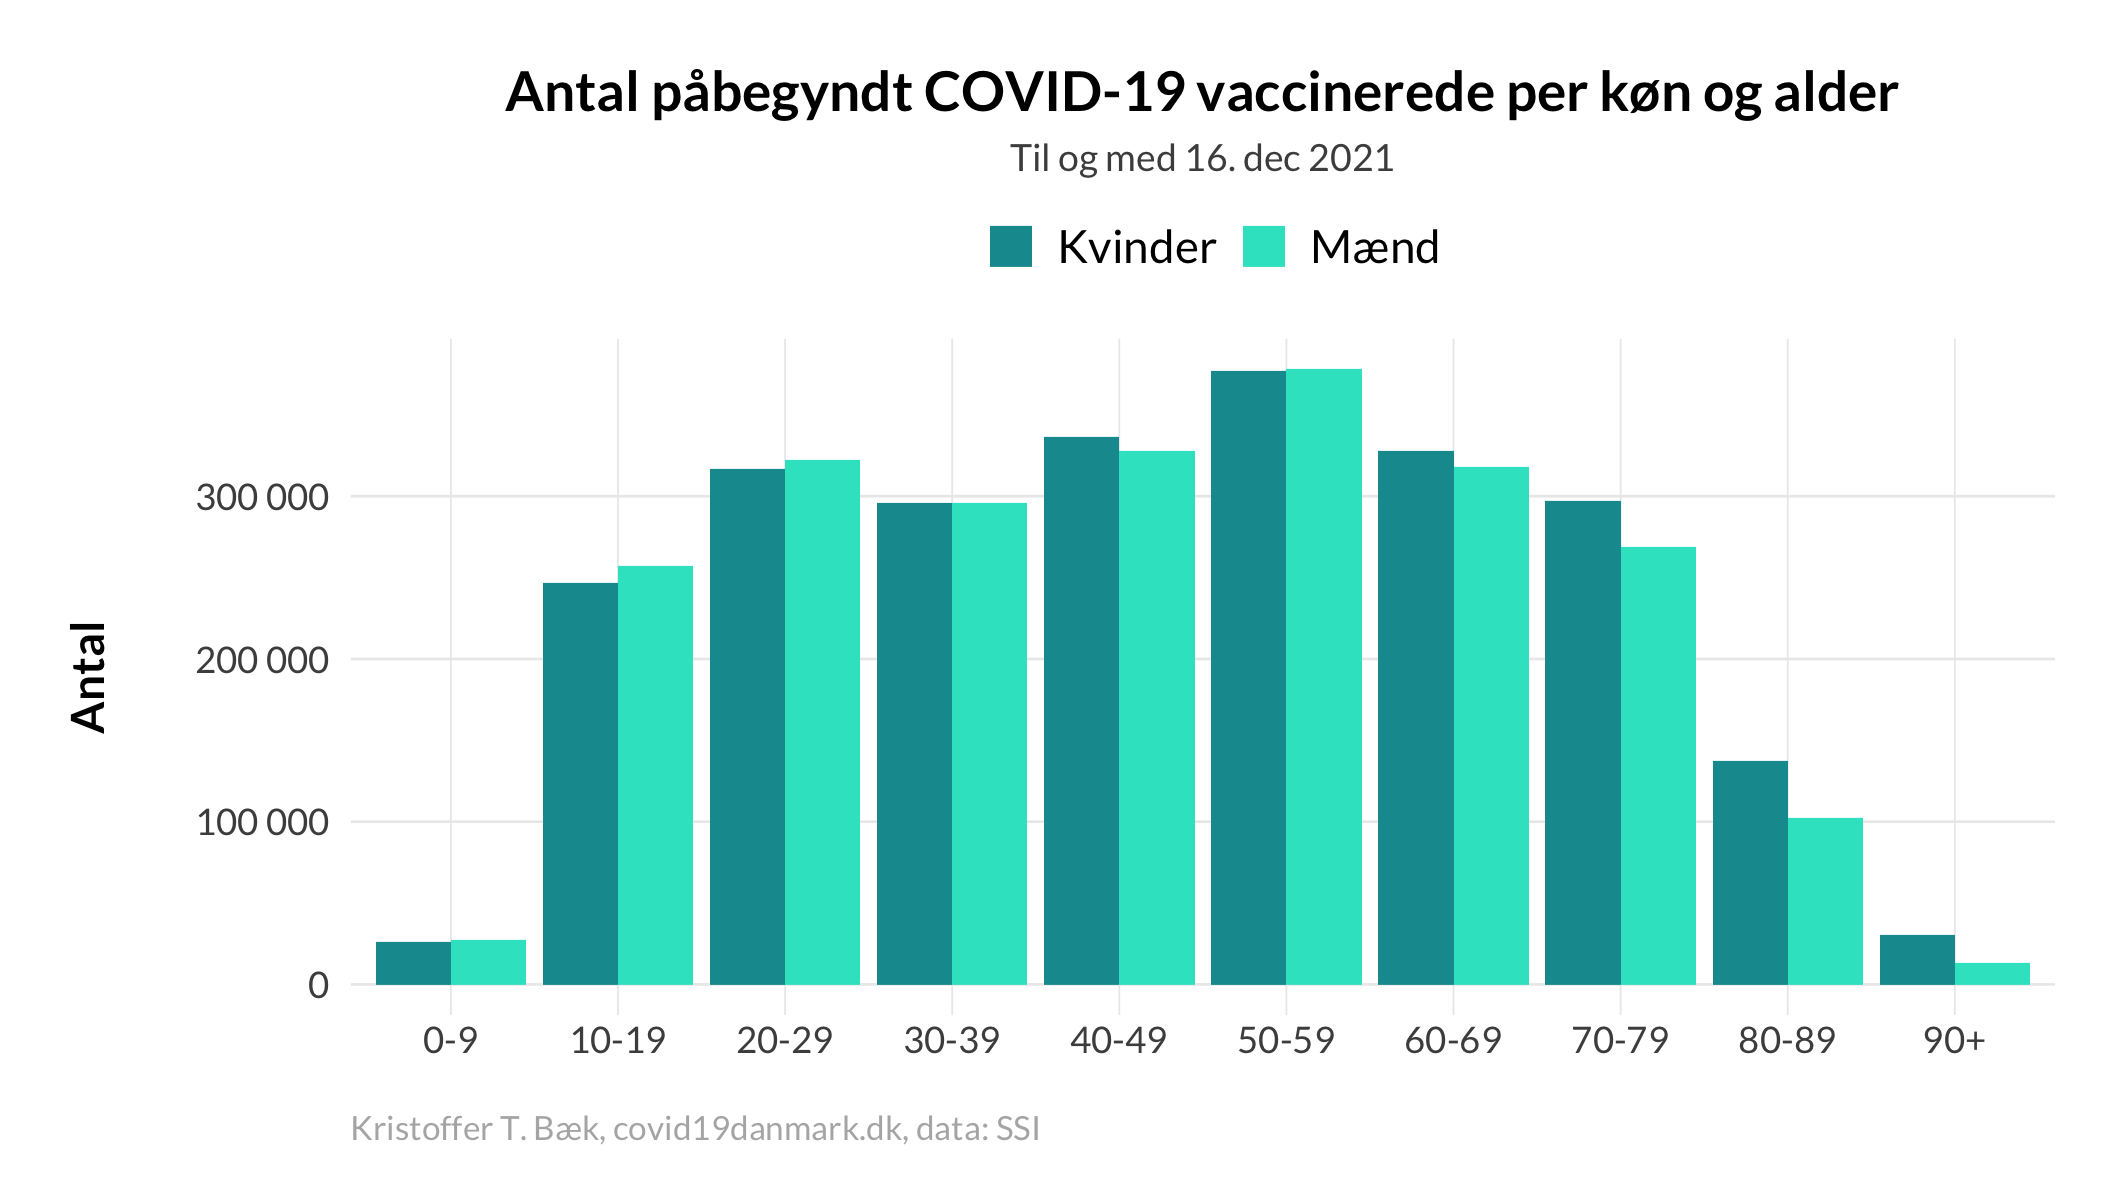 Antal påbegyndt COVID-19 vaccinerede per køn og alder
Til og med 16. dec 2021
Kvinder Mænd
Antal
300 000
200 000
100 000
0
0-9 10-19 20-29 30-39 40-49 50-59 60-69 70-79 80-89 90+
Kristoffer T. Bæk, covid19danmark.dk, data: SSI